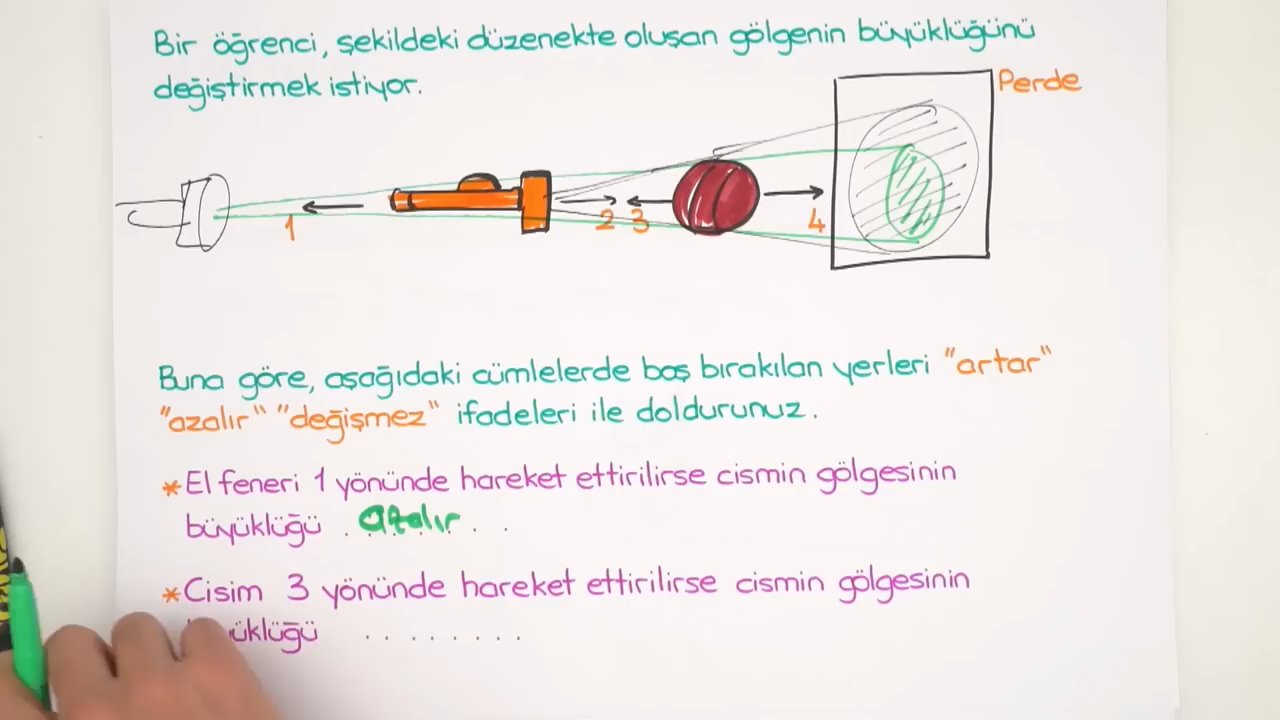 Bir öğrenci, şekildeki düzenekte oluşan gölgenin büyüklüğünü
değiştirmek istiyor.
Perde
1
2
3
4
Buna göre, aşağıdaki cümlelerde boş bırakılan yerleri "artar"
"azalır" "değişmez" ifadeleri ile doldurunuz.
*El feneri 1 yönünde hareket ettirilirse cismin gölgesinin
büyüklüğü . azalır . .
*Cisim 3 yönünde hareket ettirilirse cismin gölgesinin
. . . . . . . .